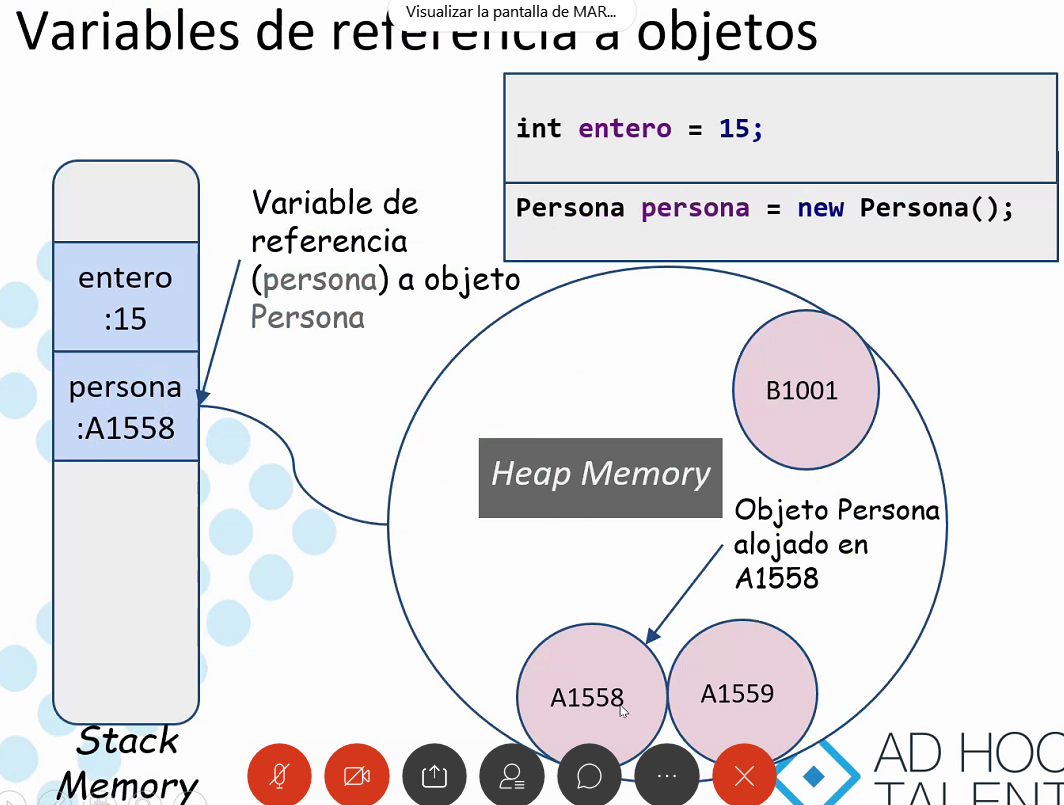 Visualizar la pantalla de MAR...
Variables de referencia a objetos
int entero = 15;
Persona persona = new Persona();
Variable de
referencia
(persona) a objeto
Persona
entero
:15
persona
:A1558
B1001
Heap Memory
Objeto Persona
alojado en
A1558
A1558
A1559
Stack
Memory
AD HOC
TALENT